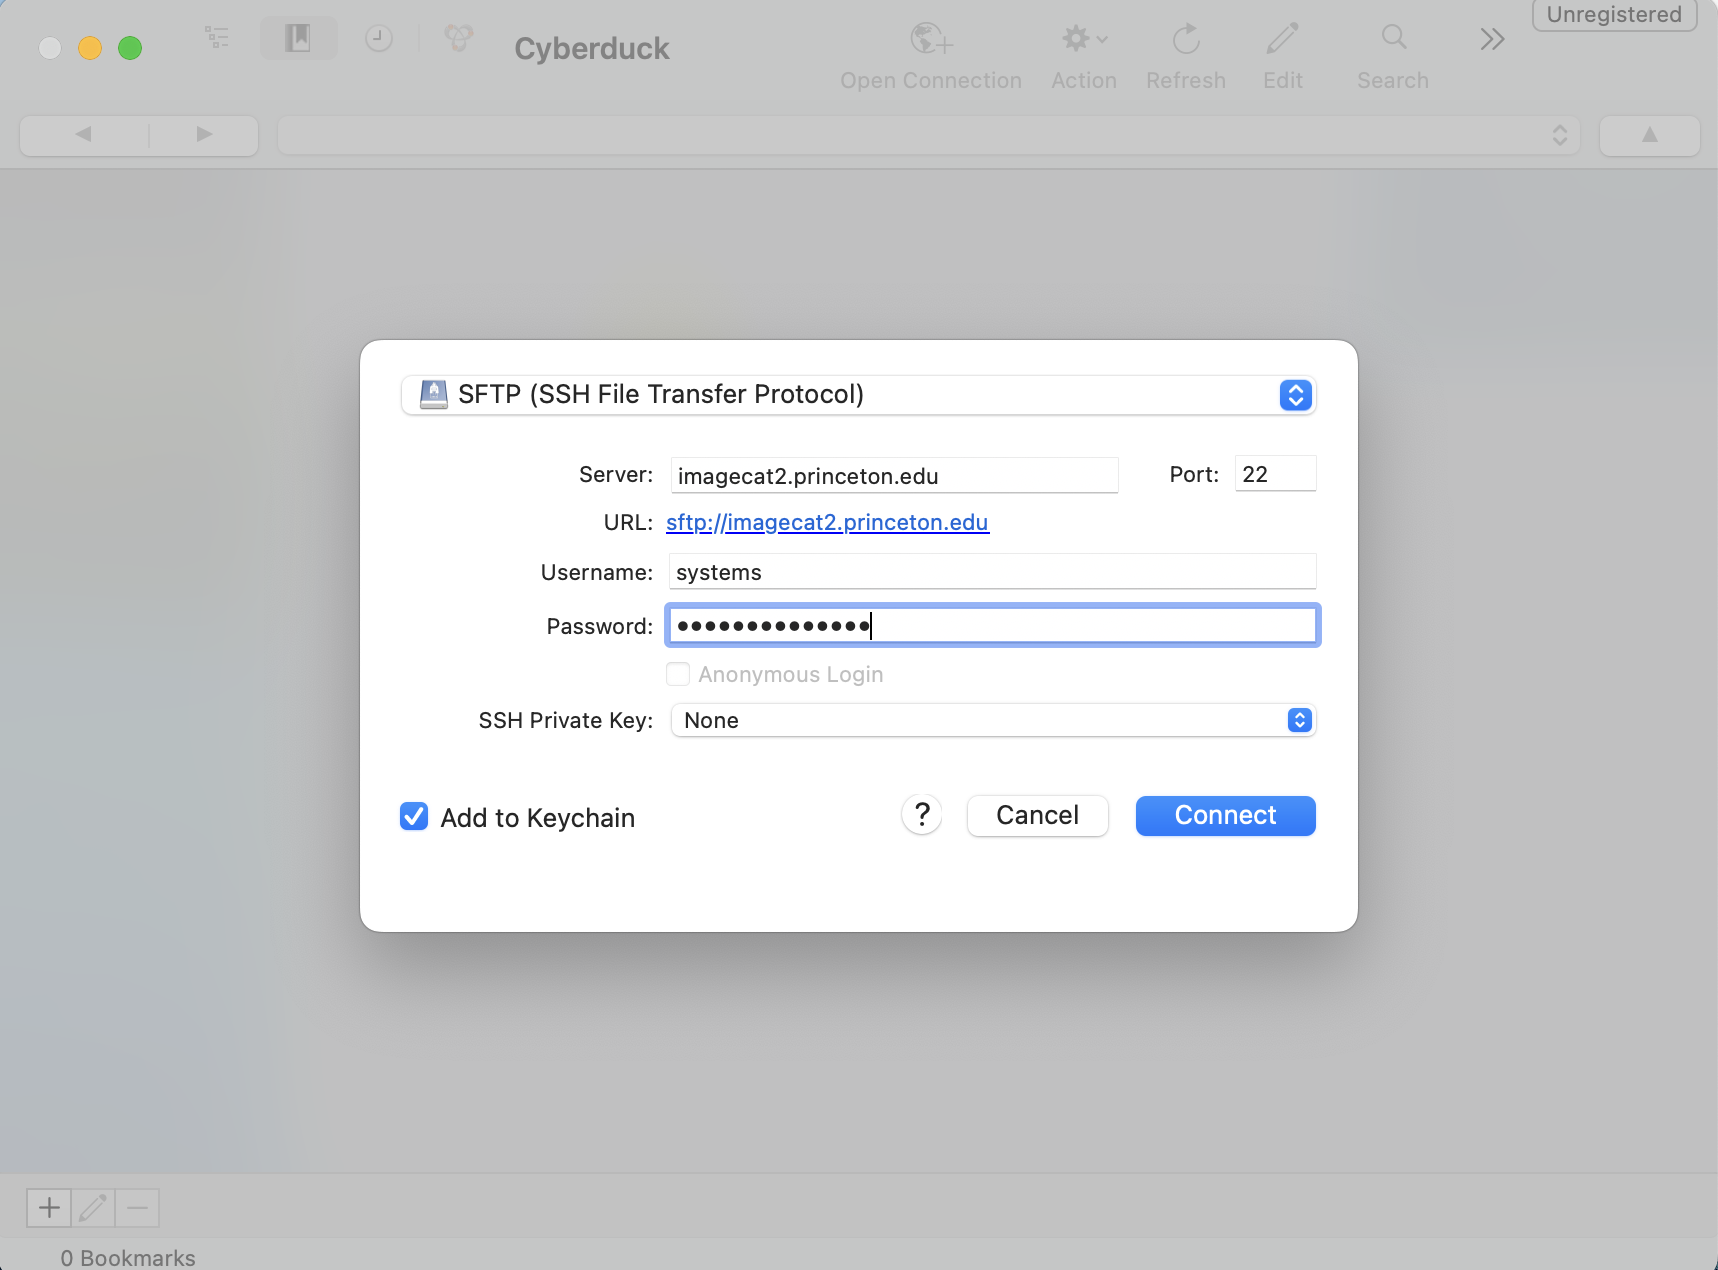 Unregistered
Cyberduck
Open Connection Action Refresh Edit Search
SFTP (SSH File Transfer Protocol)
Server: imagecat2.princeton.edu Port: 22
URL: sftp://imagecat2.princeton.edu
Username: systems
Password: ••••••••••••••
Anonymous Login
SSH Private Key: None
Add to Keychain ? Cancel Connect
0 Bookmarks